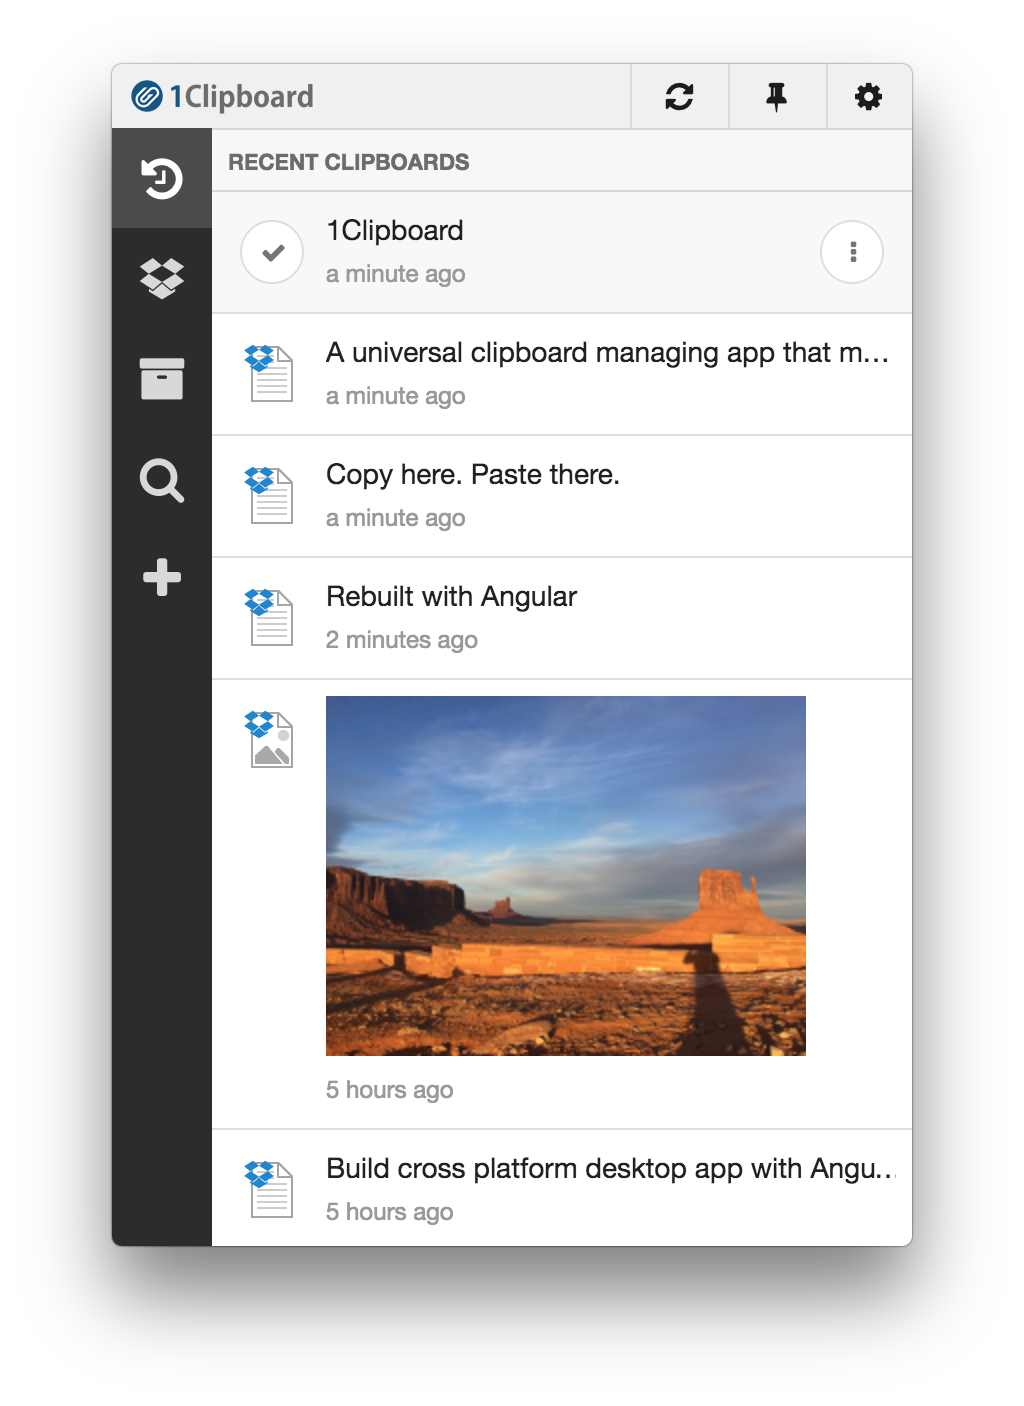 1Clipboard
RECENT CLIPBOARDS
1Clipboard
a minute ago
A universal clipboard managing app that m...
a minute ago
Copy here. Paste there.
a minute ago
Rebuilt with Angular
2 minutes ago
5 hours ago
Build cross platform desktop app with Angu...
5 hours ago